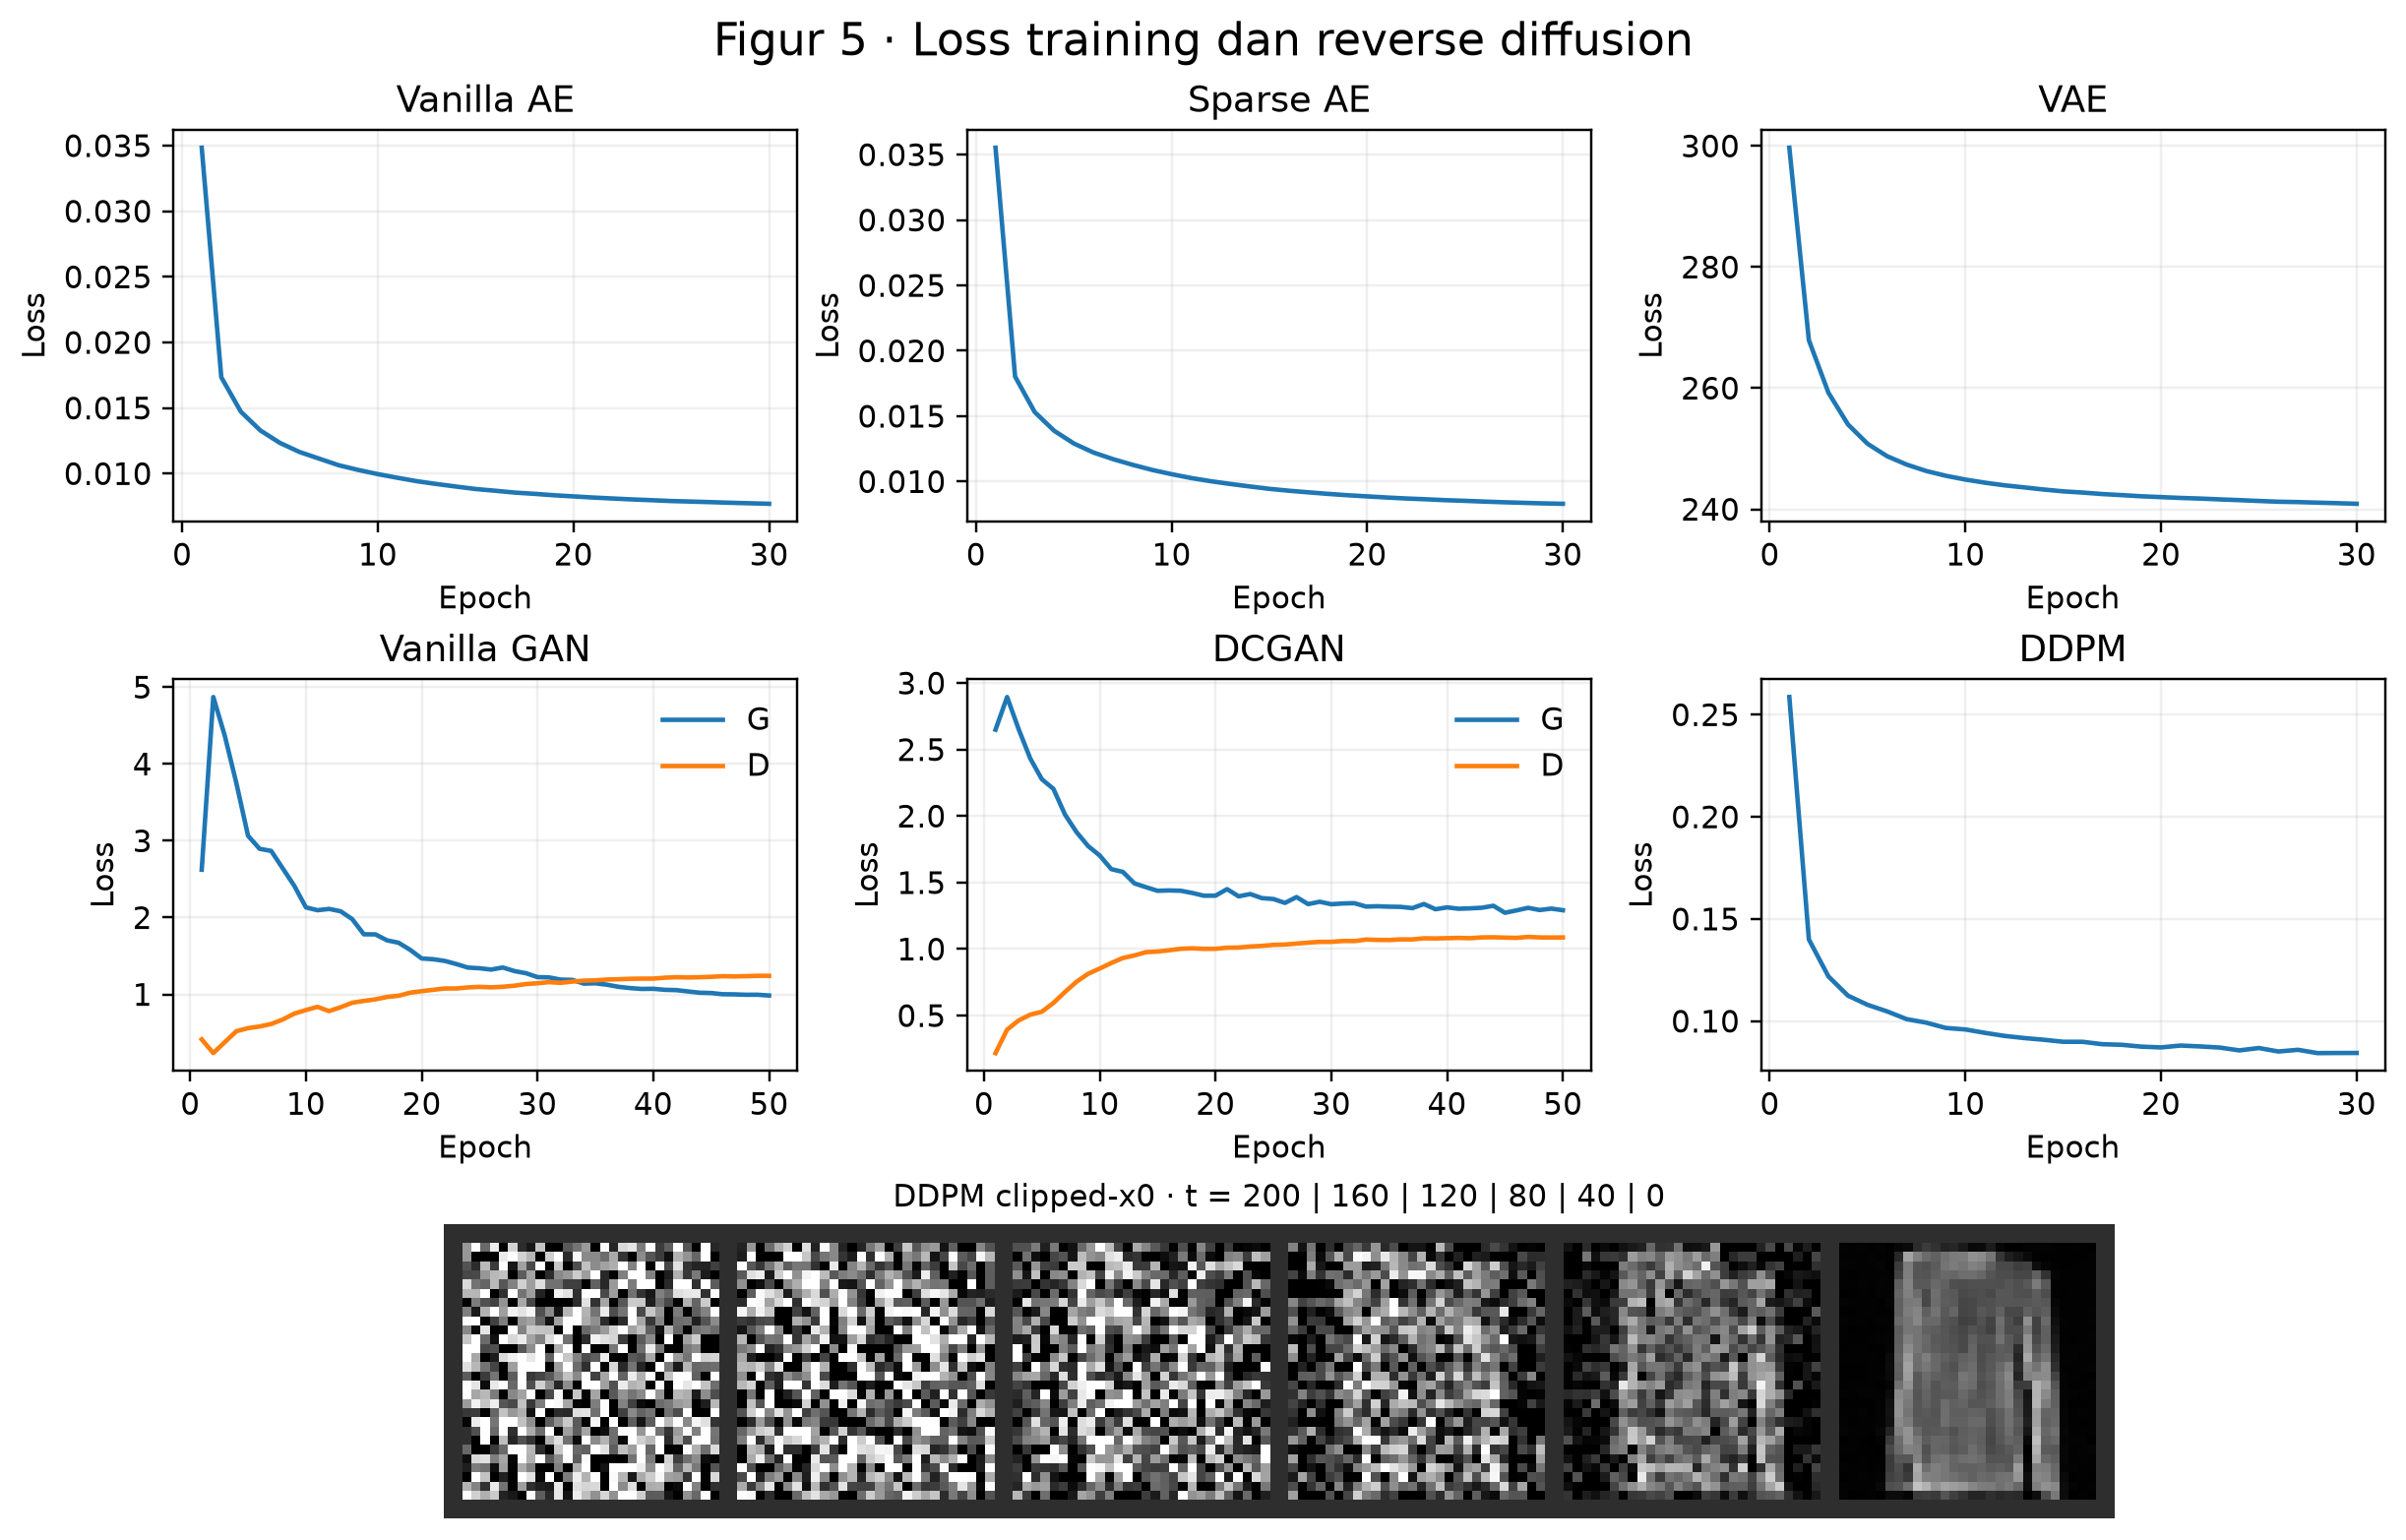 Figur 5 · Loss training dan reverse diffusion
Vanilla AE
0.035
0.030
0.025
0.020
0.015
0.010
Loss
0 10 20 30
Epoch
Sparse AE
0.035
0.030
0.025
0.020
0.015
0.010
Loss
0 10 20 30
Epoch
VAE
300
280
260
240
Loss
0 10 20 30
Epoch
Vanilla GAN
5
4
3
2
1
Loss
G
D
0 10 20 30 40 50
Epoch
DCGAN
3.0
2.5
2.0
1.5
1.0
0.5
Loss
G
D
0 10 20 30 40 50
Epoch
DDPM
0.25
0.20
0.15
0.10
Loss
0 10 20 30
Epoch
DDPM clipped-x0 · t = 200 | 160 | 120 | 80 | 40 | 0